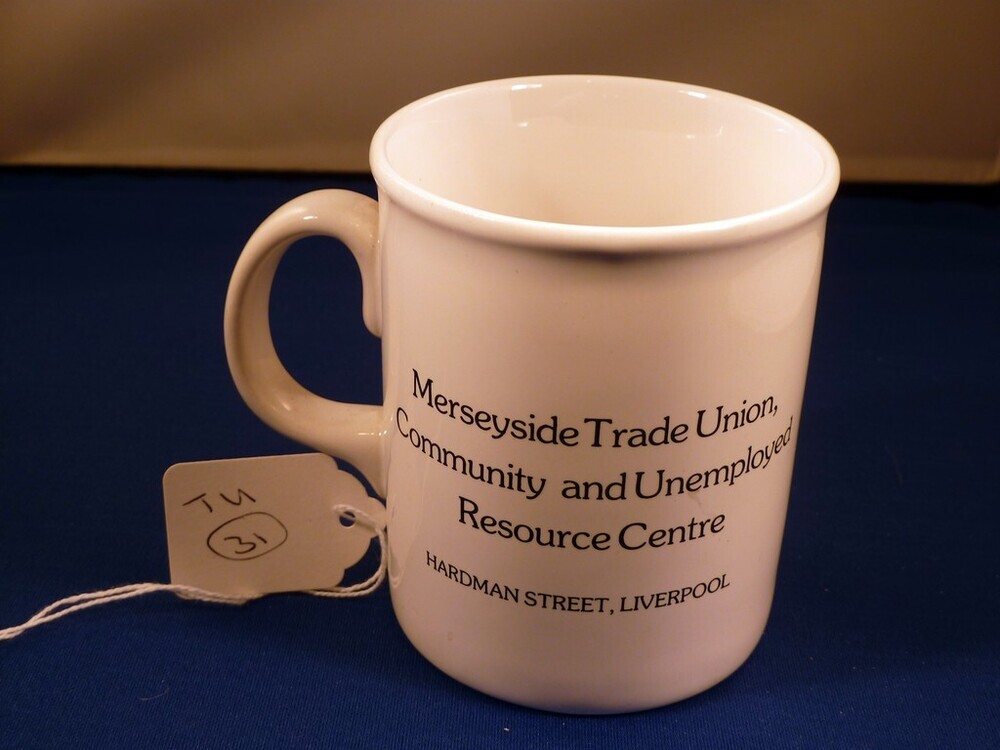 Merseyside Trade Union,
Community and Unemployed
Resource Centre
HARDMAN STREET, LIVERPOOL
TU
31